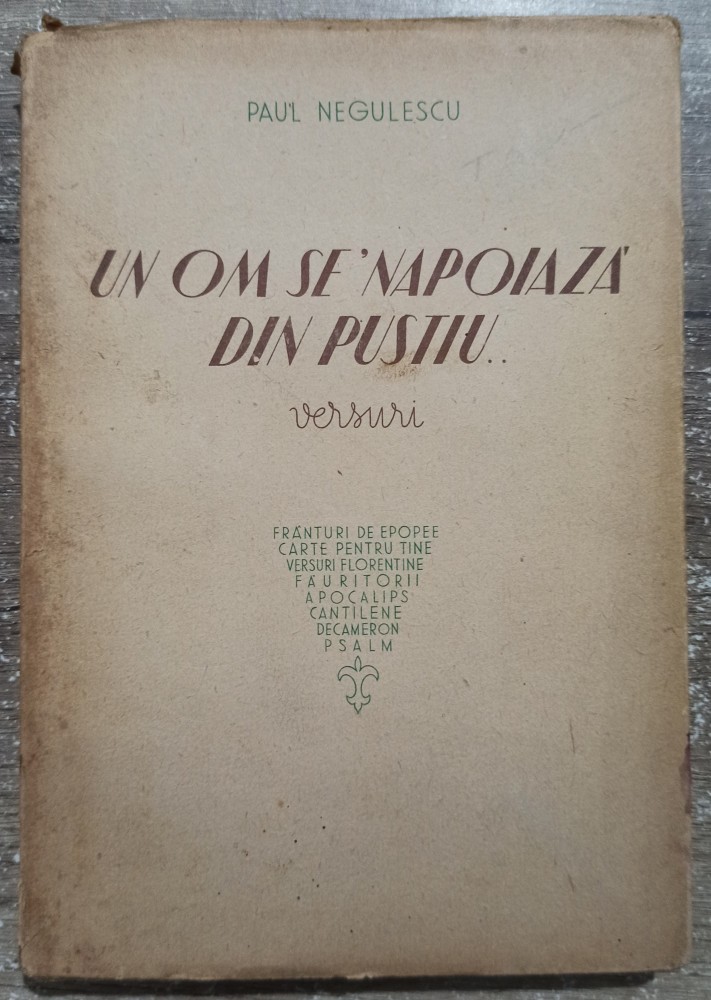 PAUL NEGULESCU
UN OM SE 'NAPOIAZĂ
DIN PUSTIU..
versuri
FRÂNTURI DE EPOPEE
CARTE PENTRU TINE
VERSURI FLORENTINE
FĂURITORII
APOCALIPS
CANTILENE
DECAMERON
PSALM